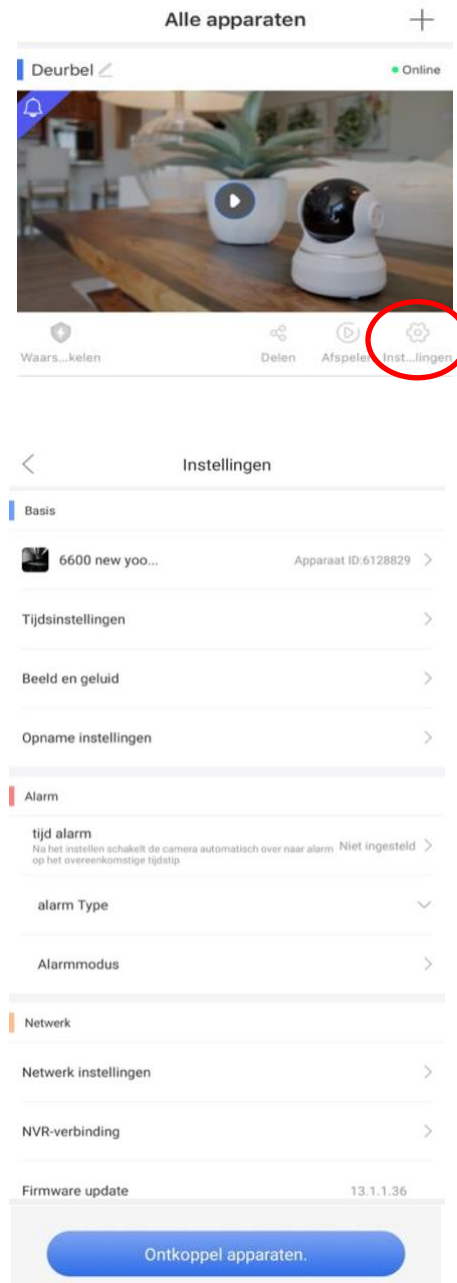 Alle apparaten
Deurbel
Online
Waars...kelen
Delen
Afspelen
Inst...lingen
Instellingen
Basis
6600 new yoo...
Apparaat ID:6128829
Tijdsinstellingen
Beeld en geluid
Opname instellingen
Alarm
tijd alarm
Na het instellen schakelt de camera automatisch over naar alarm
op het overeenkomstige tijdstip
Niet ingesteld
alarm Type
Alarmmodus
Netwerk
Netwerk instellingen
NVR-verbinding
Firmware update
13.1.1.36
Ontkoppel apparaten.